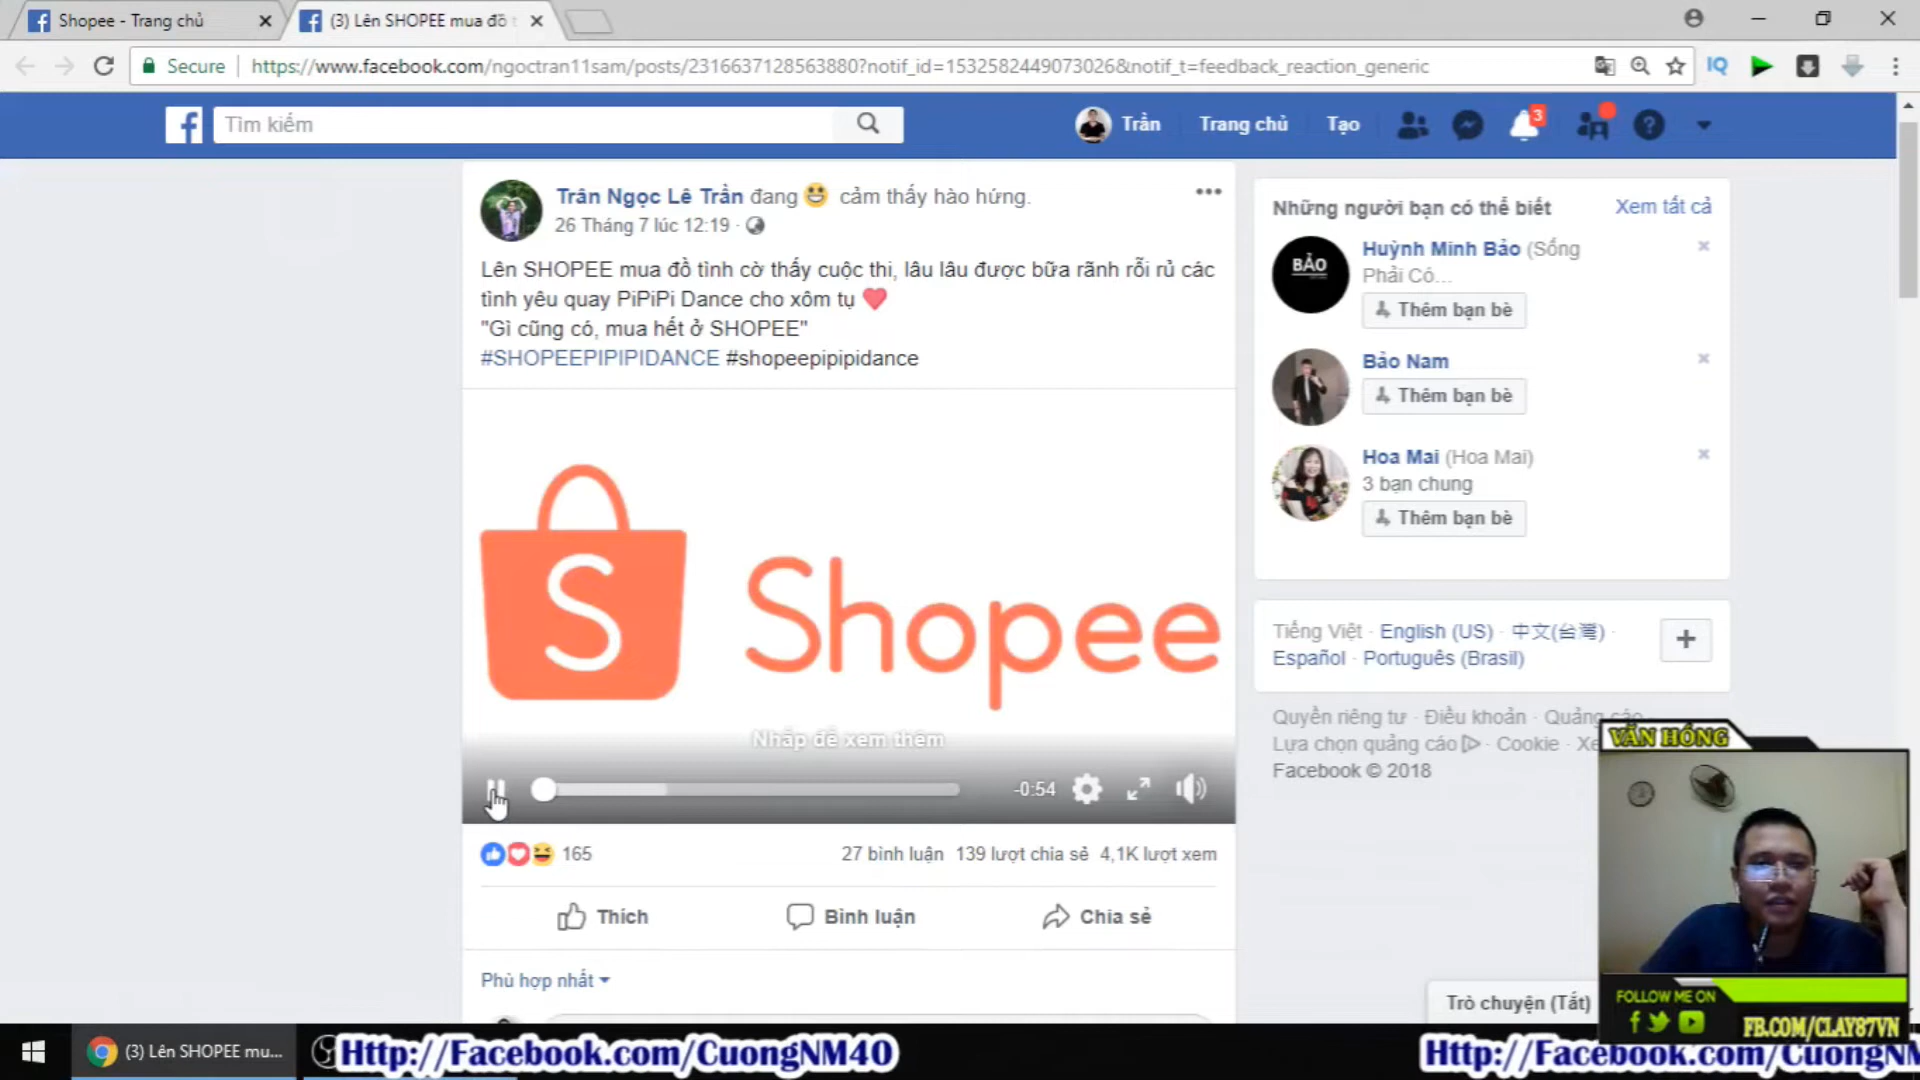 Shopee - Trang chủ
(3) Lên SHOPEE mua đồ t
Secure
https://www.facebook.com/ngoctran11sam/posts/2316637128563880?notif_id=1532582449073026&notif_t=feedback_reaction_generic
IQ
Tìm kiếm
Trần
Trang chủ
Tạo
3
Trân Ngọc Lê Trần đang cảm thấy hào hứng.
26 Tháng 7 lúc 12:19 ·
Lên SHOPEE mua đồ tình cờ thấy cuộc thi, lâu lâu được bữa rãnh rỗi rủ các
tình yêu quay PiPiPi Dance cho xôm tụ
"Gì cũng có, mua hết ở SHOPEE"
#SHOPEEPIPIPIDANCE #shopeepipipidance
S
Shopee
Nhấp để xem thêm
-0:54
165
27 bình luận 139 lượt chia sẻ 4,1K lượt xem
Thích
Bình luận
Chia sẻ
Phù hợp nhất
Những người bạn có thể biết
Xem tất cả
BẢO
Huỳnh Minh Bảo (Sống
Phải Có...
Thêm bạn bè
Bảo Nam
Thêm bạn bè
Hoa Mai (Hoa Mai)
3 bạn chung
Thêm bạn bè
Tiếng Việt · English (US) · 中文(台灣) ·
Español · Português (Brasil)
Quyền riêng tư · Điều khoản · Quảng cáo
Lựa chọn quảng cáo · Cookie ·
Facebook © 2018
VĂN HỒNG
Trò chuyện (Tắt)
FOLLOW ME ON
FB.COM/CLAY87VN
(3) Lên SHOPEE mu...
Http://Facebook.com/CuongNM40
Http://Facebook.com/CuongNM